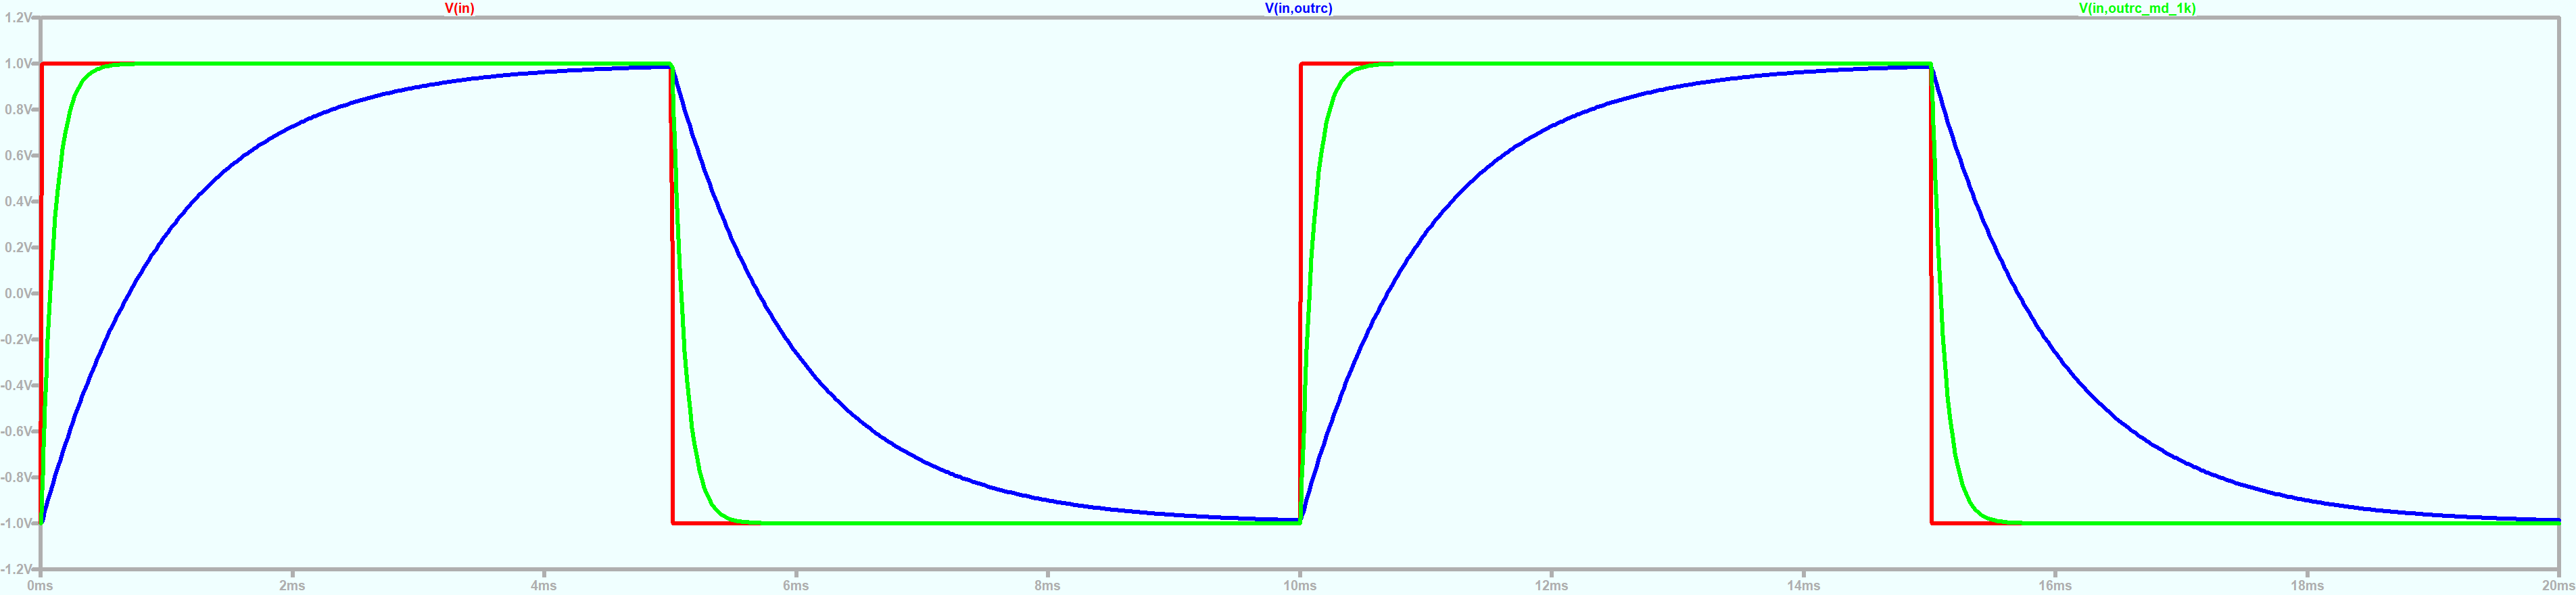 V(in) V(in,outrc) V(in,outrc_md_1k)
1.2V
1.0V
0.8V
0.6V
0.4V
0.2V
0.0V
-0.2V
-0.4V
-0.6V
-0.8V
-1.0V
-1.2V
0ms 2ms 4ms 6ms 8ms 10ms 12ms 14ms 16ms 18ms 20ms